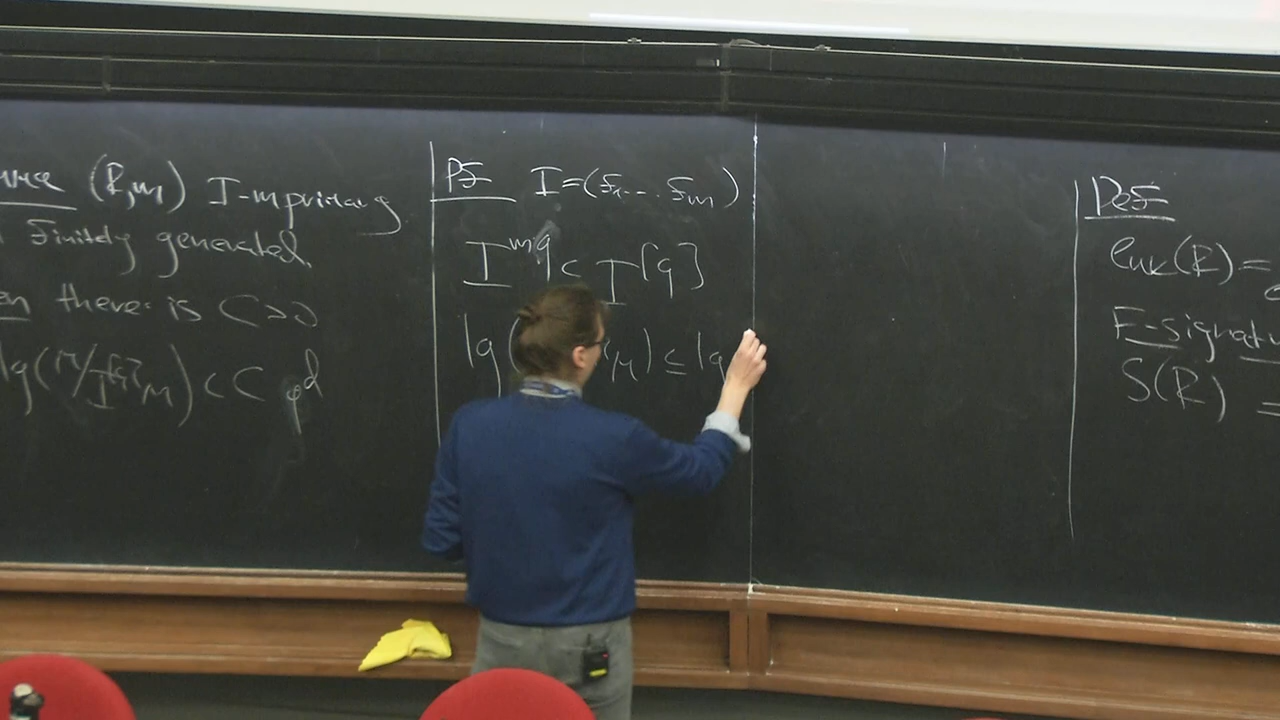 (R,m) I-m primary
finitely generated
there is C>0
lg(M/I^[q]M) < C q^d
Pf I=(f_1...f_m)
I^mq ⊂ I^[q]
lg( M) ≤ lg
Def
e_HK(R)=
F-signatu
S(R) =